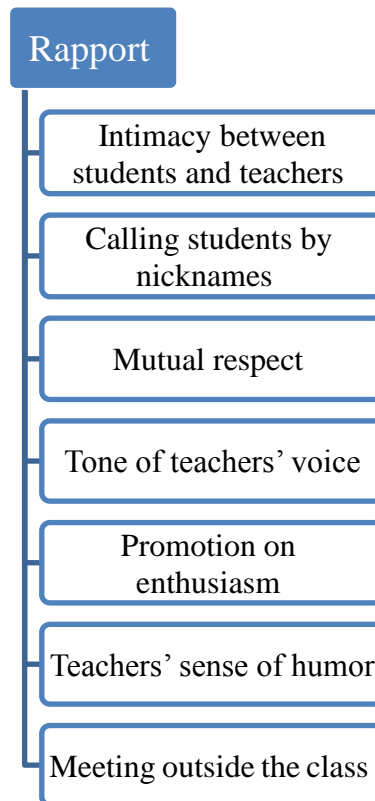 Rapport
Intimacy between
students and teachers
Calling students by
nicknames
Mutual respect
Tone of teachers’ voice
Promotion on
enthusiasm
Teachers’ sense of humor
Meeting outside the class